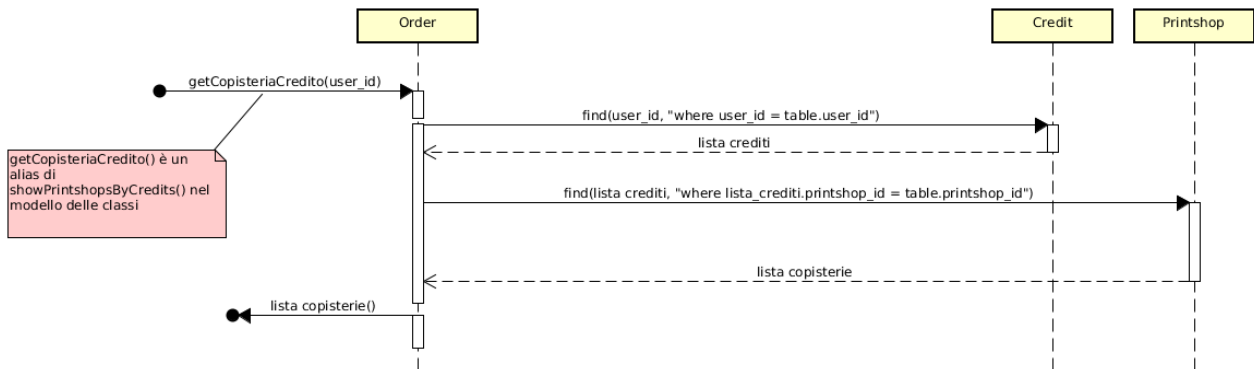 Order
Credit
Printshop
getCopisteriaCredito(user_id)
find(user_id, "where user_id = table.user_id")
lista crediti
getCopisteriaCredito() è un
alias di
showPrintshopsByCredits() nel
modello delle classi
find(lista crediti, "where lista_crediti.printshop_id = table.printshop_id")
lista copisterie
lista copisterie()